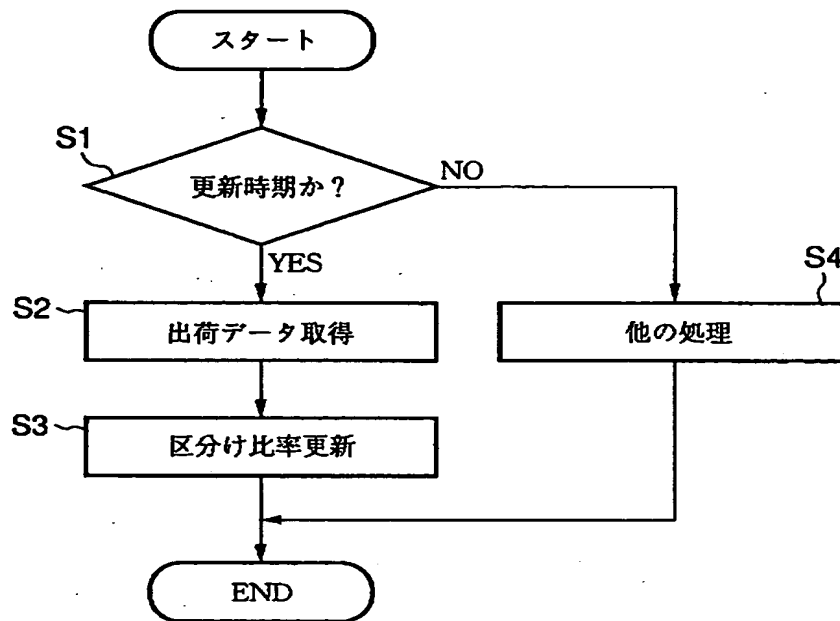 スタート
S1
更新時期か？
NO
YES
S4
S2
出荷データ取得
他の処理
S3
区分け比率更新
END